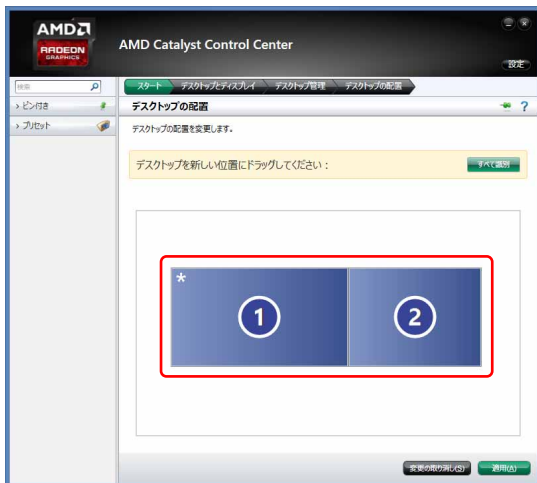 AMD
RADEON
GRAPHICS
AMD Catalyst Control Center
設定
検索
スタート デスクトップとディスプレイ デスクトップ管理 デスクトップの配置
ピン付き
プリセット
デスクトップの配置
?
デスクトップの配置を変更します。
デスクトップを新しい位置にドラッグしてください：
すべて識別
*
1
2
変更の取り消し(S)
適用(A)